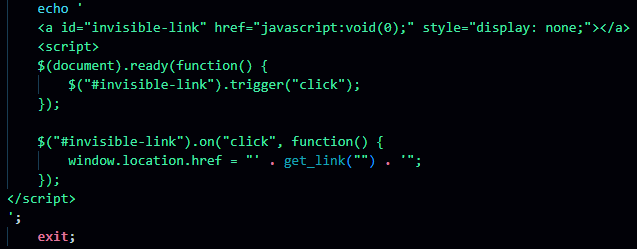 echo '
<a id="invisible-link" href="javascript:void(0);" style="display: none;"></a>
<script>
$(document).ready(function() {
$("#invisible-link").trigger("click");
});
$("#invisible-link").on("click", function() {
window.location.href = "' . get_link("") . '";
});
</script>
';
exit;